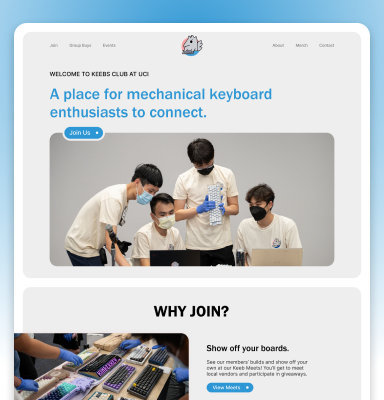 Join Group Buys Events About Merch Contact
WELCOME TO KEEBS CLUB AT UCI
A place for mechanical keyboard
enthusiasts to connect.
Join Us
WHY JOIN?
Show off your boards.
See our members' builds and show off your
own at our Keeb Meets! You'll get to meet
local vendors and participate in giveaways.
View Meets